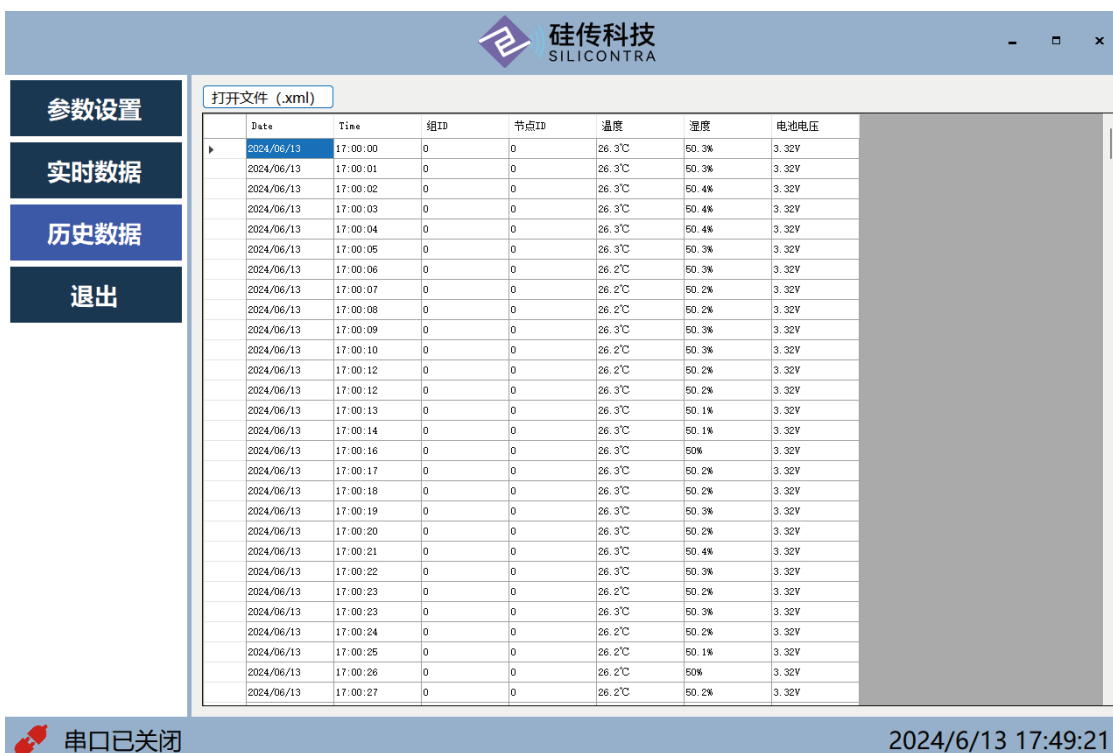 硅传科技
SILICONTRA
参数设置
实时数据
历史数据
退出
打开文件 (.xml)
Date Time 组ID 节点ID 温度 湿度 电池电压
2024/06/13 17:00:00 0 0 26.3℃ 50.3% 3.32V
2024/06/13 17:00:01 0 0 26.3℃ 50.3% 3.32V
2024/06/13 17:00:02 0 0 26.3℃ 50.4% 3.32V
2024/06/13 17:00:03 0 0 26.3℃ 50.4% 3.32V
2024/06/13 17:00:04 0 0 26.3℃ 50.4% 3.32V
2024/06/13 17:00:05 0 0 26.3℃ 50.3% 3.32V
2024/06/13 17:00:06 0 0 26.2℃ 50.3% 3.32V
2024/06/13 17:00:07 0 0 26.2℃ 50.2% 3.32V
2024/06/13 17:00:08 0 0 26.2℃ 50.2% 3.32V
2024/06/13 17:00:09 0 0 26.3℃ 50.3% 3.32V
2024/06/13 17:00:10 0 0 26.2℃ 50.3% 3.32V
2024/06/13 17:00:12 0 0 26.2℃ 50.2% 3.32V
2024/06/13 17:00:12 0 0 26.3℃ 50.2% 3.32V
2024/06/13 17:00:13 0 0 26.3℃ 50.1% 3.32V
2024/06/13 17:00:14 0 0 26.3℃ 50.1% 3.32V
2024/06/13 17:00:16 0 0 26.3℃ 50% 3.32V
2024/06/13 17:00:17 0 0 26.3℃ 50.2% 3.32V
2024/06/13 17:00:18 0 0 26.3℃ 50.2% 3.32V
2024/06/13 17:00:19 0 0 26.3℃ 50.3% 3.32V
2024/06/13 17:00:20 0 0 26.3℃ 50.2% 3.32V
2024/06/13 17:00:21 0 0 26.3℃ 50.4% 3.32V
2024/06/13 17:00:22 0 0 26.3℃ 50.3% 3.32V
2024/06/13 17:00:23 0 0 26.2℃ 50.2% 3.32V
2024/06/13 17:00:23 0 0 26.3℃ 50.3% 3.32V
2024/06/13 17:00:24 0 0 26.2℃ 50.2% 3.32V
2024/06/13 17:00:25 0 0 26.2℃ 50.1% 3.32V
2024/06/13 17:00:26 0 0 26.2℃ 50% 3.32V
2024/06/13 17:00:27 0 0 26.2℃ 50.2% 3.32V
串口已关闭
2024/6/13 17:49:21